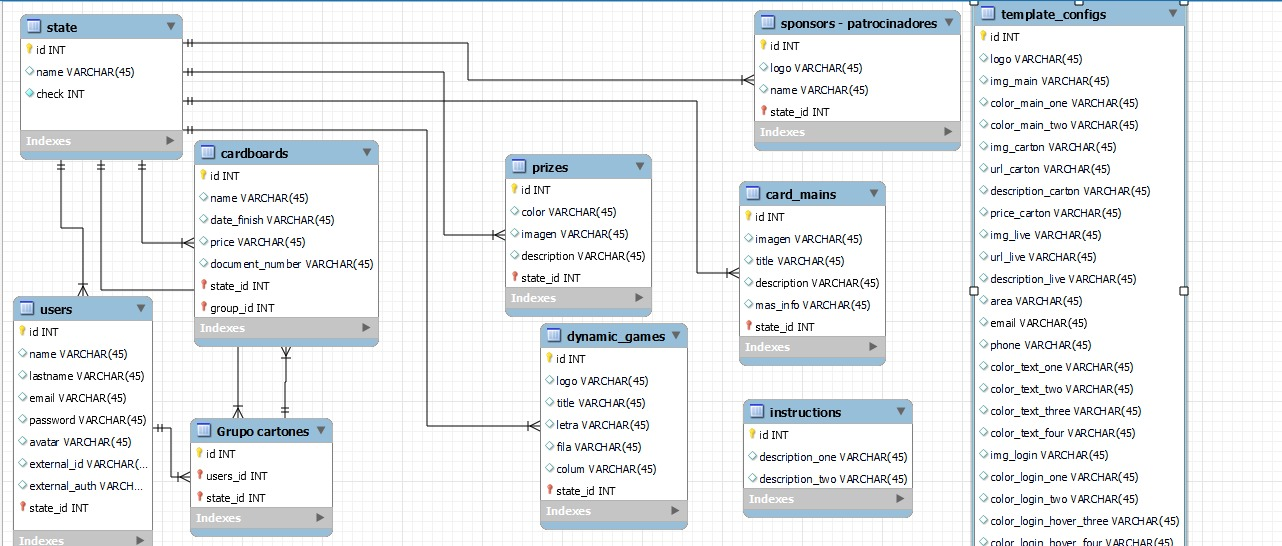 state
id INT
name VARCHAR(45)
check INT
Indexes
cardboards
id INT
name VARCHAR(45)
date_finish VARCHAR(45)
price VARCHAR(45)
document_number VARCHAR(45)
state_id INT
group_id INT
Indexes
users
id INT
name VARCHAR(45)
lastname VARCHAR(45)
email VARCHAR(45)
password VARCHAR(45)
avatar VARCHAR(45)
external_id VARCHAR(...
external_auth VARCH...
state_id INT
Indexes
Grupo cartones
id INT
users_id INT
state_id INT
Indexes
prizes
id INT
color VARCHAR(45)
imagen VARCHAR(45)
description VARCHAR(45)
state_id INT
Indexes
dynamic_games
id INT
logo VARCHAR(45)
title VARCHAR(45)
letra VARCHAR(45)
fila VARCHAR(45)
colum VARCHAR(45)
state_id INT
Indexes
sponsors - patrocinadores
id INT
logo VARCHAR(45)
name VARCHAR(45)
state_id INT
Indexes
card_mains
id INT
imagen VARCHAR(45)
title VARCHAR(45)
description VARCHAR(45)
mas_info VARCHAR(45)
state_id INT
Indexes
instructions
id INT
description_one VARCHAR(45)
description_two VARCHAR(45)
Indexes
template_configs
id INT
logo VARCHAR(45)
img_main VARCHAR(45)
color_main_one VARCHAR(45)
color_main_two VARCHAR(45)
img_carton VARCHAR(45)
url_carton VARCHAR(45)
description_carton VARCHAR(45)
price_carton VARCHAR(45)
img_live VARCHAR(45)
url_live VARCHAR(45)
description_live VARCHAR(45)
area VARCHAR(45)
email VARCHAR(45)
phone VARCHAR(45)
color_text_one VARCHAR(45)
color_text_two VARCHAR(45)
color_text_three VARCHAR(45)
color_text_four VARCHAR(45)
img_login VARCHAR(45)
color_login_one VARCHAR(45)
color_login_two VARCHAR(45)
color_login_hover_three VARCHAR(45)
color_login_hover_four VARCHAR(45)